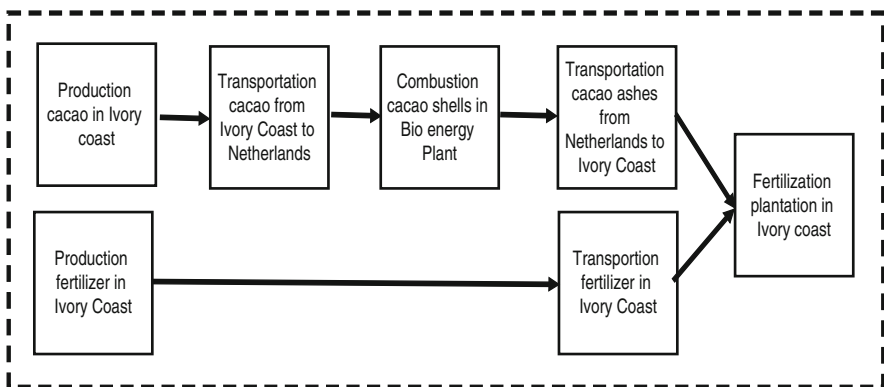 Production
cacao in Ivory
coast
Transportation
cacao from
Ivory Coast to
Netherlands
Combustion
cacao shells in
Bio energy
Plant
Transportation
cacao ashes
from
Netherlands to
Ivory Coast
Fertilization
plantation in
Ivory coast
Production
fertilizer in
Ivory Coast
Transportion
fertilizer in
Ivory Coast